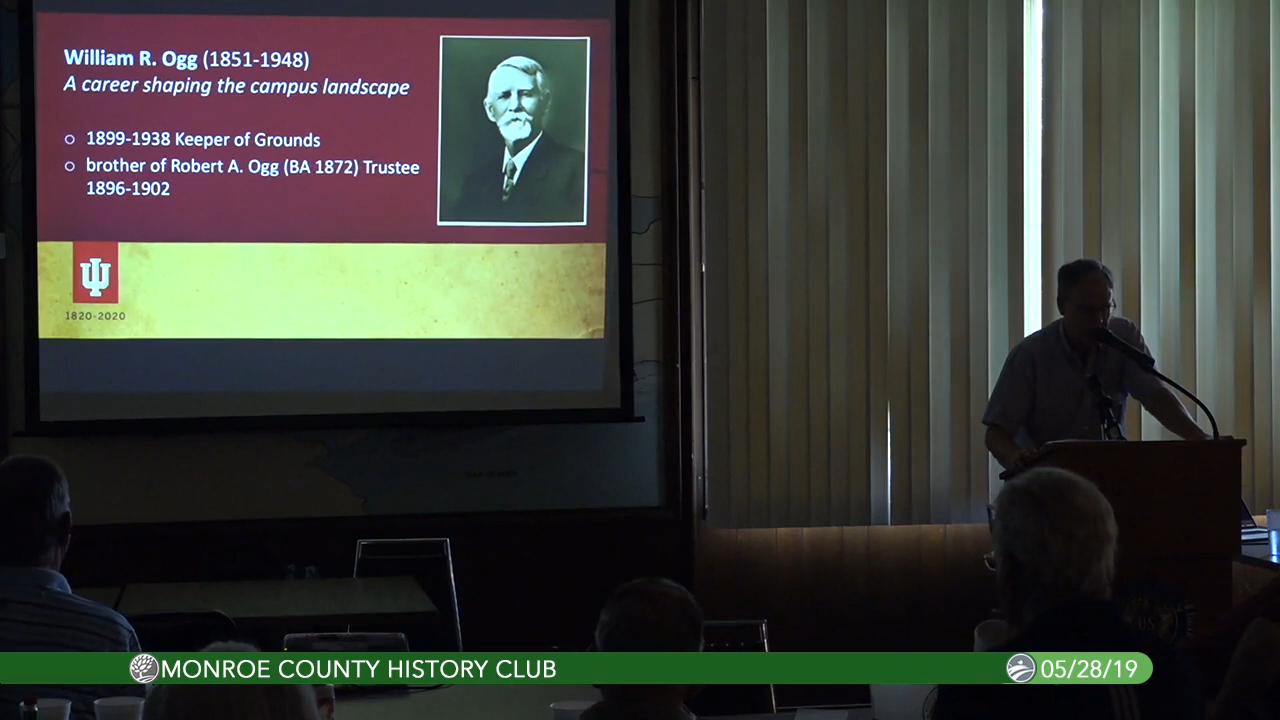 William R. Ogg (1851-1948)
A career shaping the campus landscape
1899-1938 Keeper of Grounds
brother of Robert A. Ogg (BA 1872) Trustee
1896-1902
1820-2020
MONROE COUNTY HISTORY CLUB
05/28/19